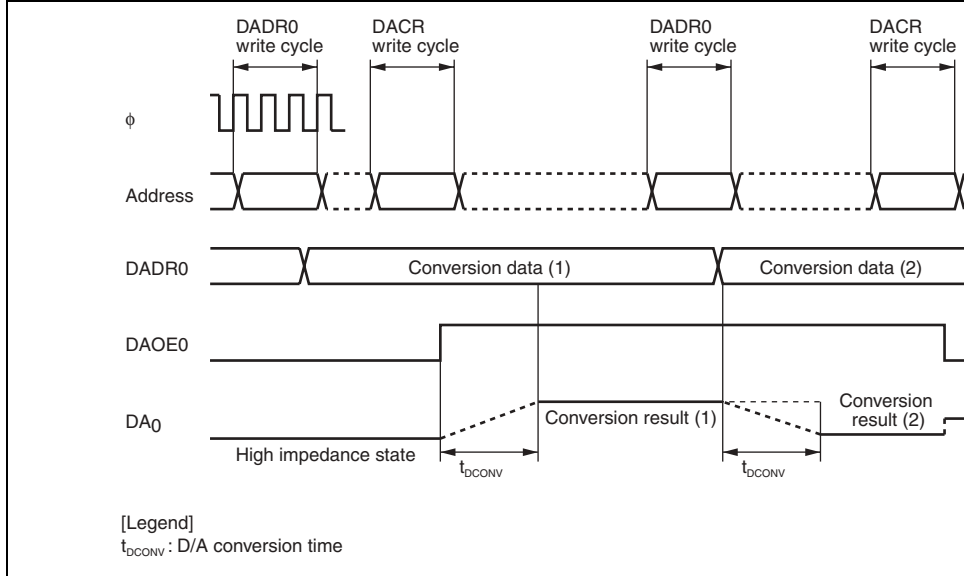 DADR0
write cycle
DACR
write cycle
DADR0
write cycle
DACR
write cycle
ϕ
Address
DADR0
Conversion data (1)
Conversion data (2)
DAOE0
DA0
Conversion result (1)
Conversion
result (2)
High impedance state
tDCONV
tDCONV
[Legend]
tDCONV : D/A conversion time